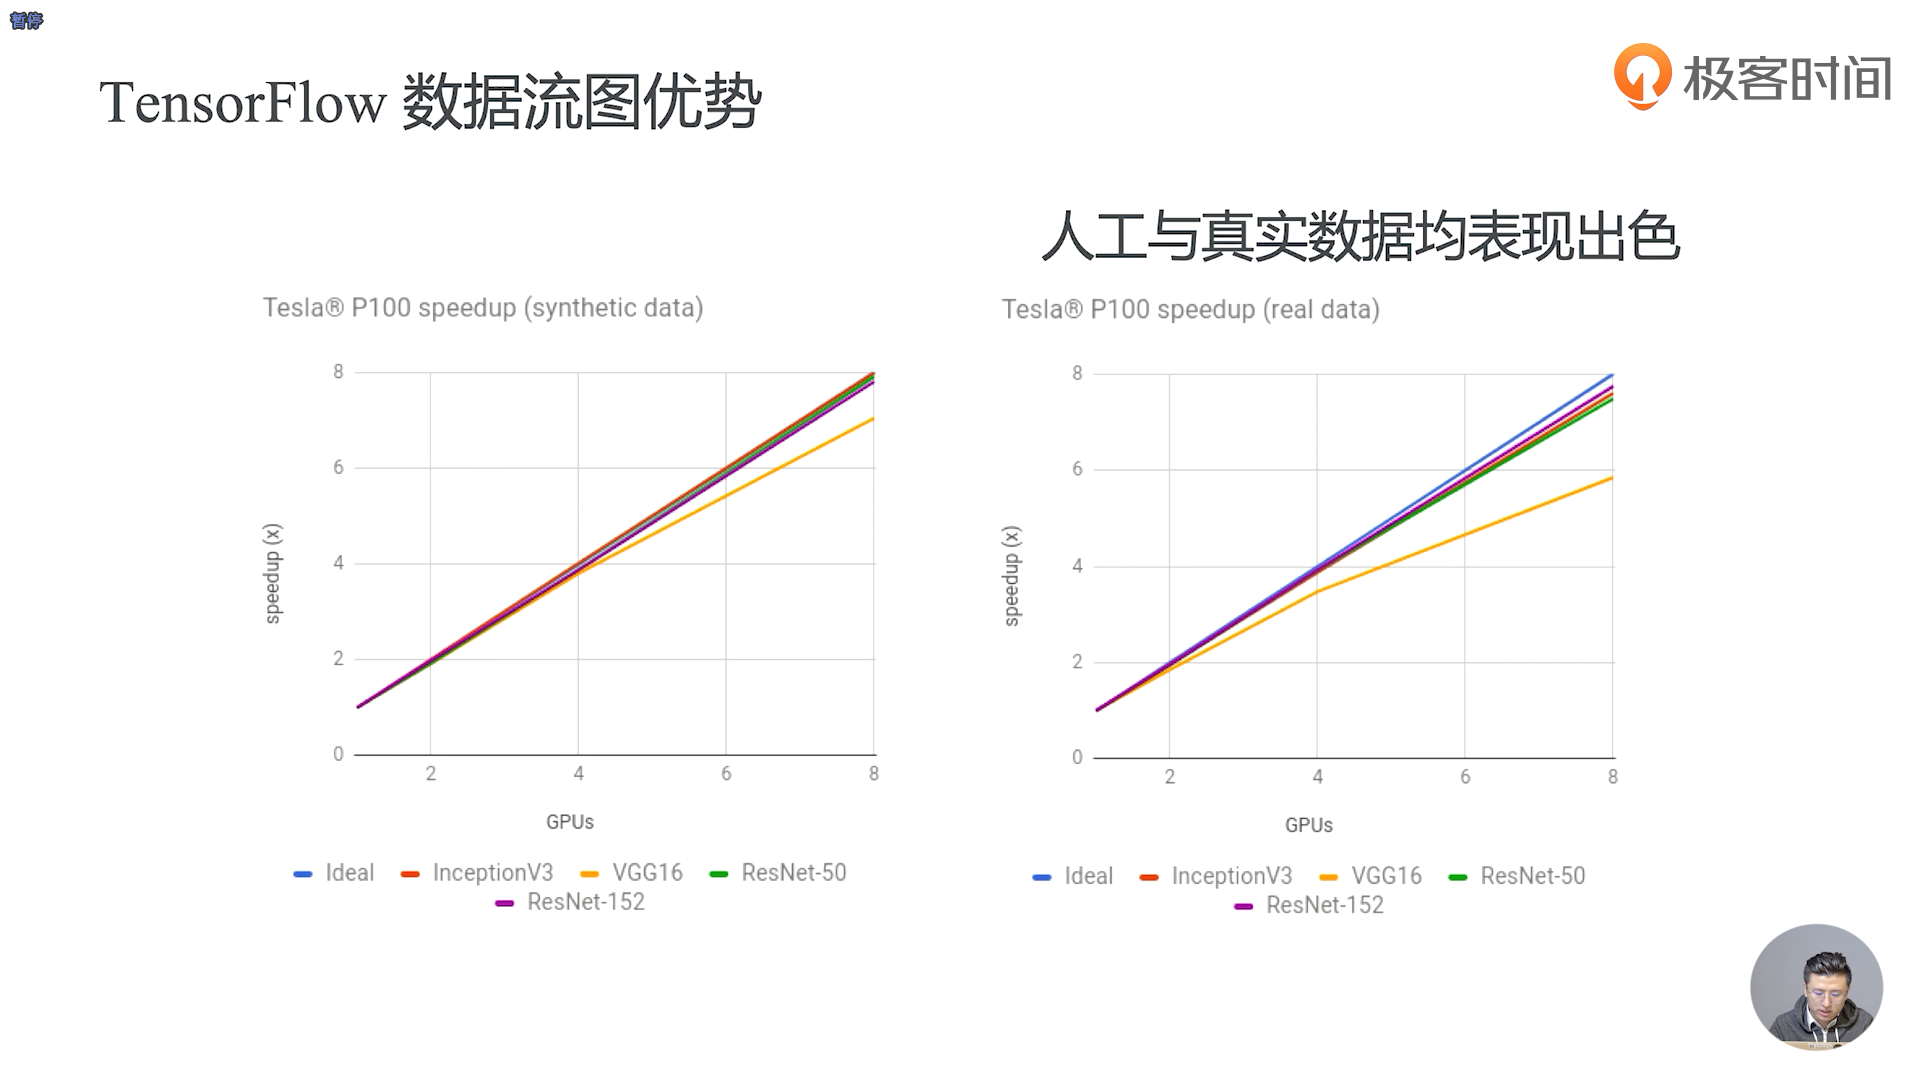 暂停
TensorFlow 数据流图优势
极客时间
人工与真实数据均表现出色
Tesla® P100 speedup (synthetic data)
8
6
4
2
0
speedup (x)
2 4 6 8
GPUs
Ideal InceptionV3 VGG16 ResNet-50
ResNet-152
Tesla® P100 speedup (real data)
8
6
4
2
0
speedup (x)
2 4 6 8
GPUs
Ideal InceptionV3 VGG16 ResNet-50
ResNet-152